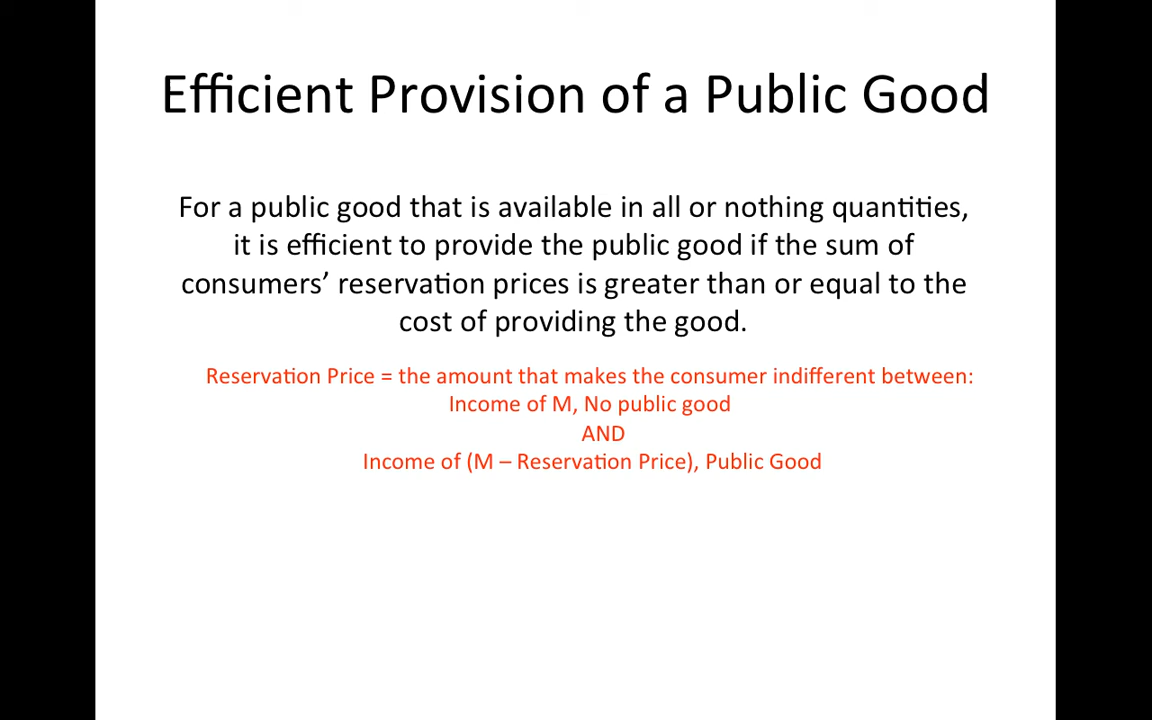 Efficient Provision of a Public Good
For a public good that is available in all or nothing quantities,
it is efficient to provide the public good if the sum of
consumers’ reservation prices is greater than or equal to the
cost of providing the good.
Reservation Price = the amount that makes the consumer indifferent between:
Income of M, No public good
AND
Income of (M – Reservation Price), Public Good